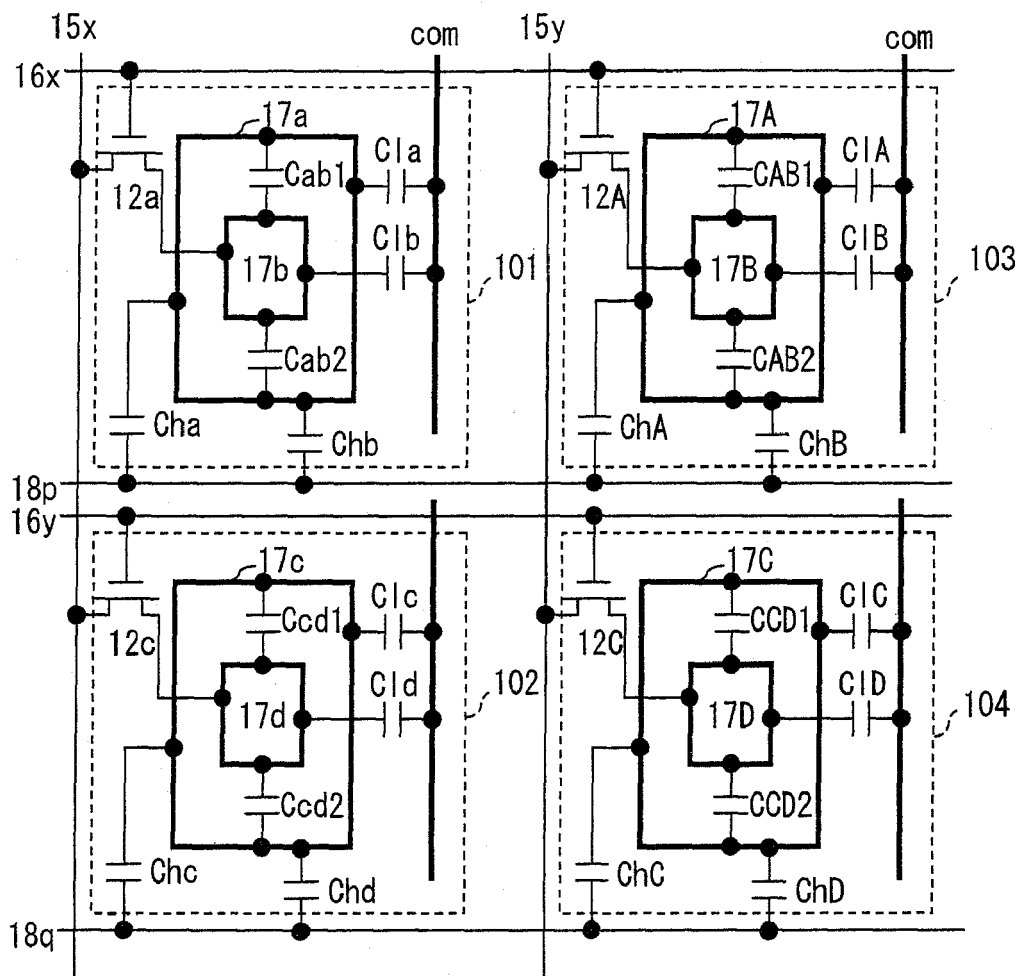 15x
com
15y
com
16x
17a
17A
Cab1
Cla
CAB1
ClA
12a
12A
Clb
ClB
17b
101
17B
103
Cab2
CAB2
Cha
Chb
ChA
ChB
18p
16y
17c
17C
Ccd1
Clc
CCD1
ClC
12c
12C
Cld
ClD
17d
102
17D
104
Ccd2
CCD2
Chc
Chd
ChC
ChD
18q